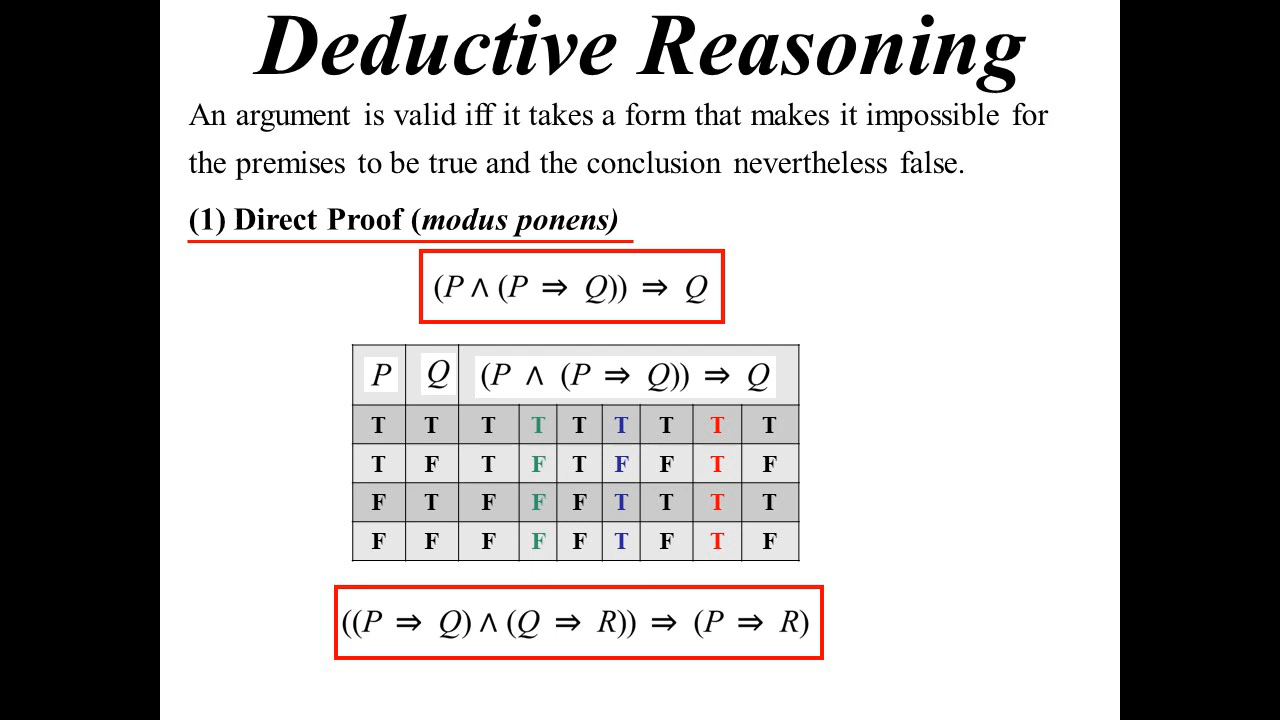 Deductive Reasoning
An argument is valid iff it takes a form that makes it impossible for
the premises to be true and the conclusion nevertheless false.
(1) Direct Proof (modus ponens)
(P ∧ (P ⇒ Q)) ⇒ Q
P Q (P ∧ (P ⇒ Q)) ⇒ Q
T T T T T T T T T
T F T F T F F T F
F T F F F T T T T
F F F F F T F T F
((P ⇒ Q) ∧ (Q ⇒ R)) ⇒ (P ⇒ R)